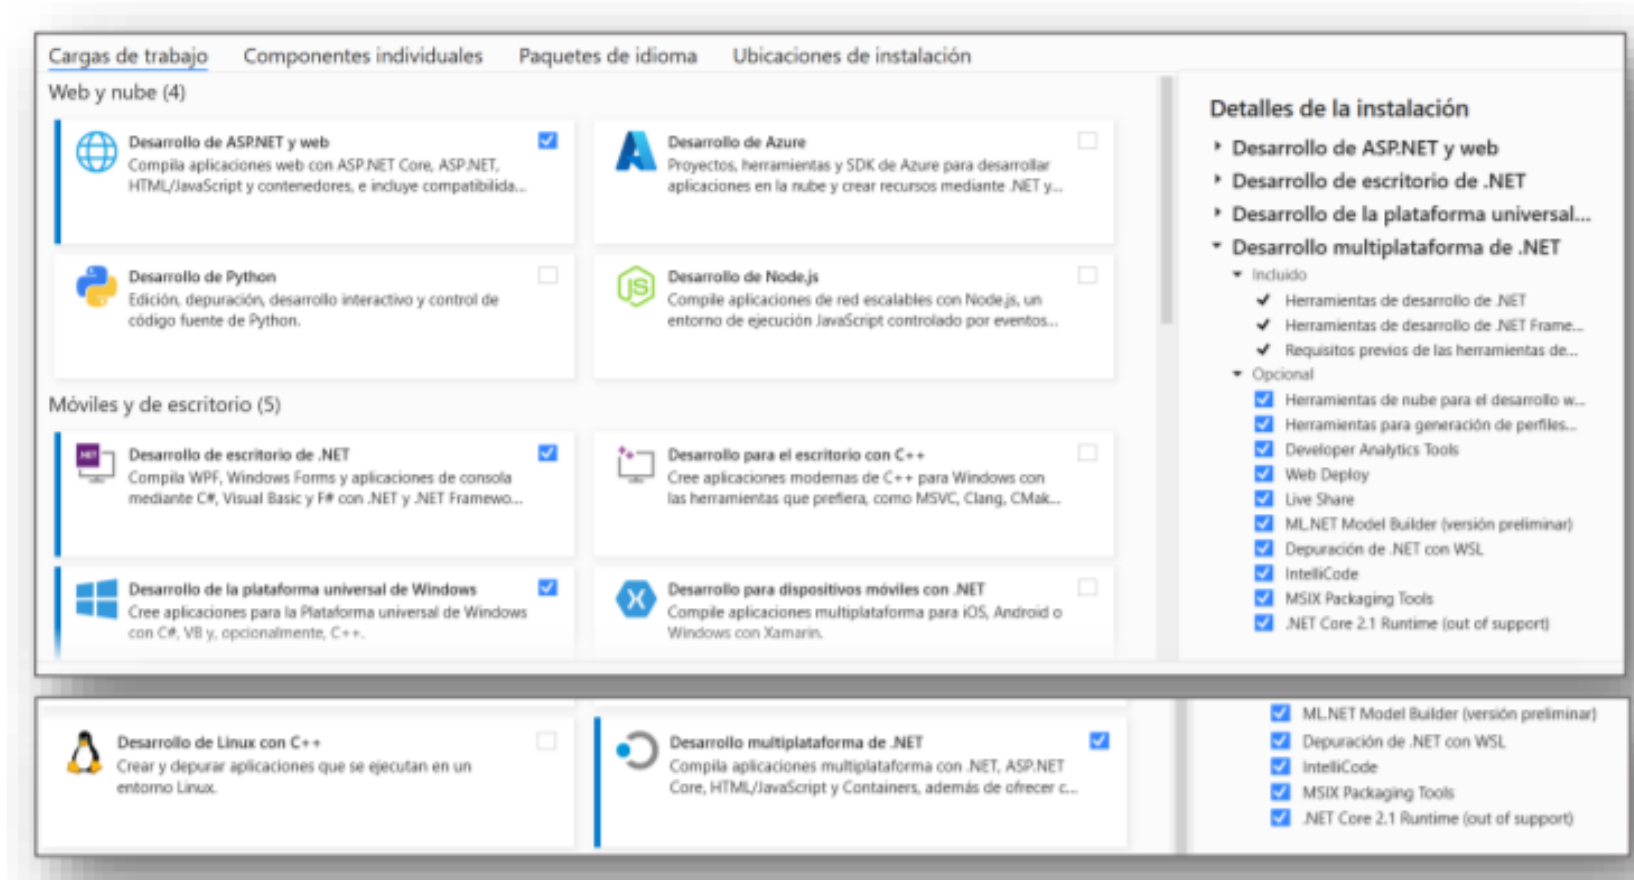 Cargas de trabajo Componentes individuales Paquetes de idioma Ubicaciones de instalación
Web y nube (4)
Desarrollo de ASP.NET y web
Compila aplicaciones web con ASP.NET Core, ASP.NET,
HTML/JavaScript y contenedores, e incluye compatibilida...
Desarrollo de Azure
Proyectos, herramientas y SDK de Azure para desarrollar
aplicaciones en la nube y crear recursos mediante .NET y...
Desarrollo de Python
Edición, depuración, desarrollo interactivo y control de
código fuente de Python.
JS
Desarrollo de Node.js
Compile aplicaciones de red escalables con Node.js, un
entorno de ejecución JavaScript controlado por eventos...
Móviles y de escritorio (5)
.NET
Desarrollo de escritorio de .NET
Compila WPF, Windows Forms y aplicaciones de consola
mediante C#, Visual Basic y F# con .NET y .NET Framewo...
Desarrollo para el escritorio con C++
Cree aplicaciones modernas de C++ para Windows con
las herramientas que prefiera, como MSVC, Clang, CMak...
Desarrollo de la plataforma universal de Windows
Cree aplicaciones para la Plataforma universal de Windows
con C#, VB y, opcionalmente, C++.
Desarrollo para dispositivos móviles con .NET
Compile aplicaciones multiplataforma para iOS, Android o
Windows con Xamarin.
Detalles de la instalación
Desarrollo de ASP.NET y web
Desarrollo de escritorio de .NET
Desarrollo de la plataforma universal...
Desarrollo multiplataforma de .NET
Incluido
Herramientas de desarrollo de .NET
Herramientas de desarrollo de .NET Frame...
Requisitos previos de las herramientas de...
Opcional
Herramientas de nube para el desarrollo w...
Herramientas para generación de perfiles...
Developer Analytics Tools
Web Deploy
Live Share
ML.NET Model Builder (versión preliminar)
Depuración de .NET con WSL
IntelliCode
MSIX Packaging Tools
.NET Core 2.1 Runtime (out of support)
Desarrollo de Linux con C++
Crear y depurar aplicaciones que se ejecutan en un
entorno Linux.
Desarrollo multiplataforma de .NET
Compila aplicaciones multiplataforma con .NET, ASP.NET
Core, HTML/JavaScript y Containers, además de ofrecer c...
ML.NET Model Builder (versión preliminar)
Depuración de .NET con WSL
IntelliCode
MSIX Packaging Tools
.NET Core 2.1 Runtime (out of support)